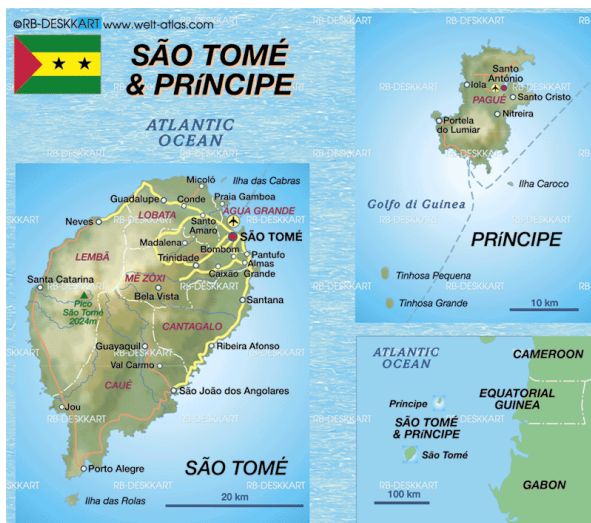 ©RB-DESKKART www.welt-atlas.com
SÃO TOMÉ
& PRíNCIPE
ATLANTIC
OCEAN
Micoló
Ilha das Cabras
Guadalupe
Conde
Praia Gamboa
LOBATA
ÁGUA GRANDE
Neves
Santo
Amaro
SÃO TOMÉ
Madalena
Bombom
LEMBÁ
Trinidade
Pantufo
Almas
MÉ ZÓXI
Caixão Grande
Santa Catarina
Bela Vista
Santana
Pico
São Tomé
2024m
CANTAGALO
Guayaquil
Ribeira Afonso
Val Carmo
CAUÉ
São João dos Angolares
Jou
Porto Alegre
SÃO TOMÉ
Ilha das Rolas
20 km
Santo
António
Iola
PAGUÉ
Santo Cristo
Nitreira
Portela
do Lumiar
Ilha Caroco
Golfo di Guinea
PRíNCIPE
Tinhosa Pequena
Tinhosa Grande
10 km
ATLANTIC
OCEAN
CAMEROON
EQUATORIAL
GUINEA
Príncipe
SÃO TOMÉ
& PRíNCIPE
São Tomé
GABON
100 km
RB-DESKKART